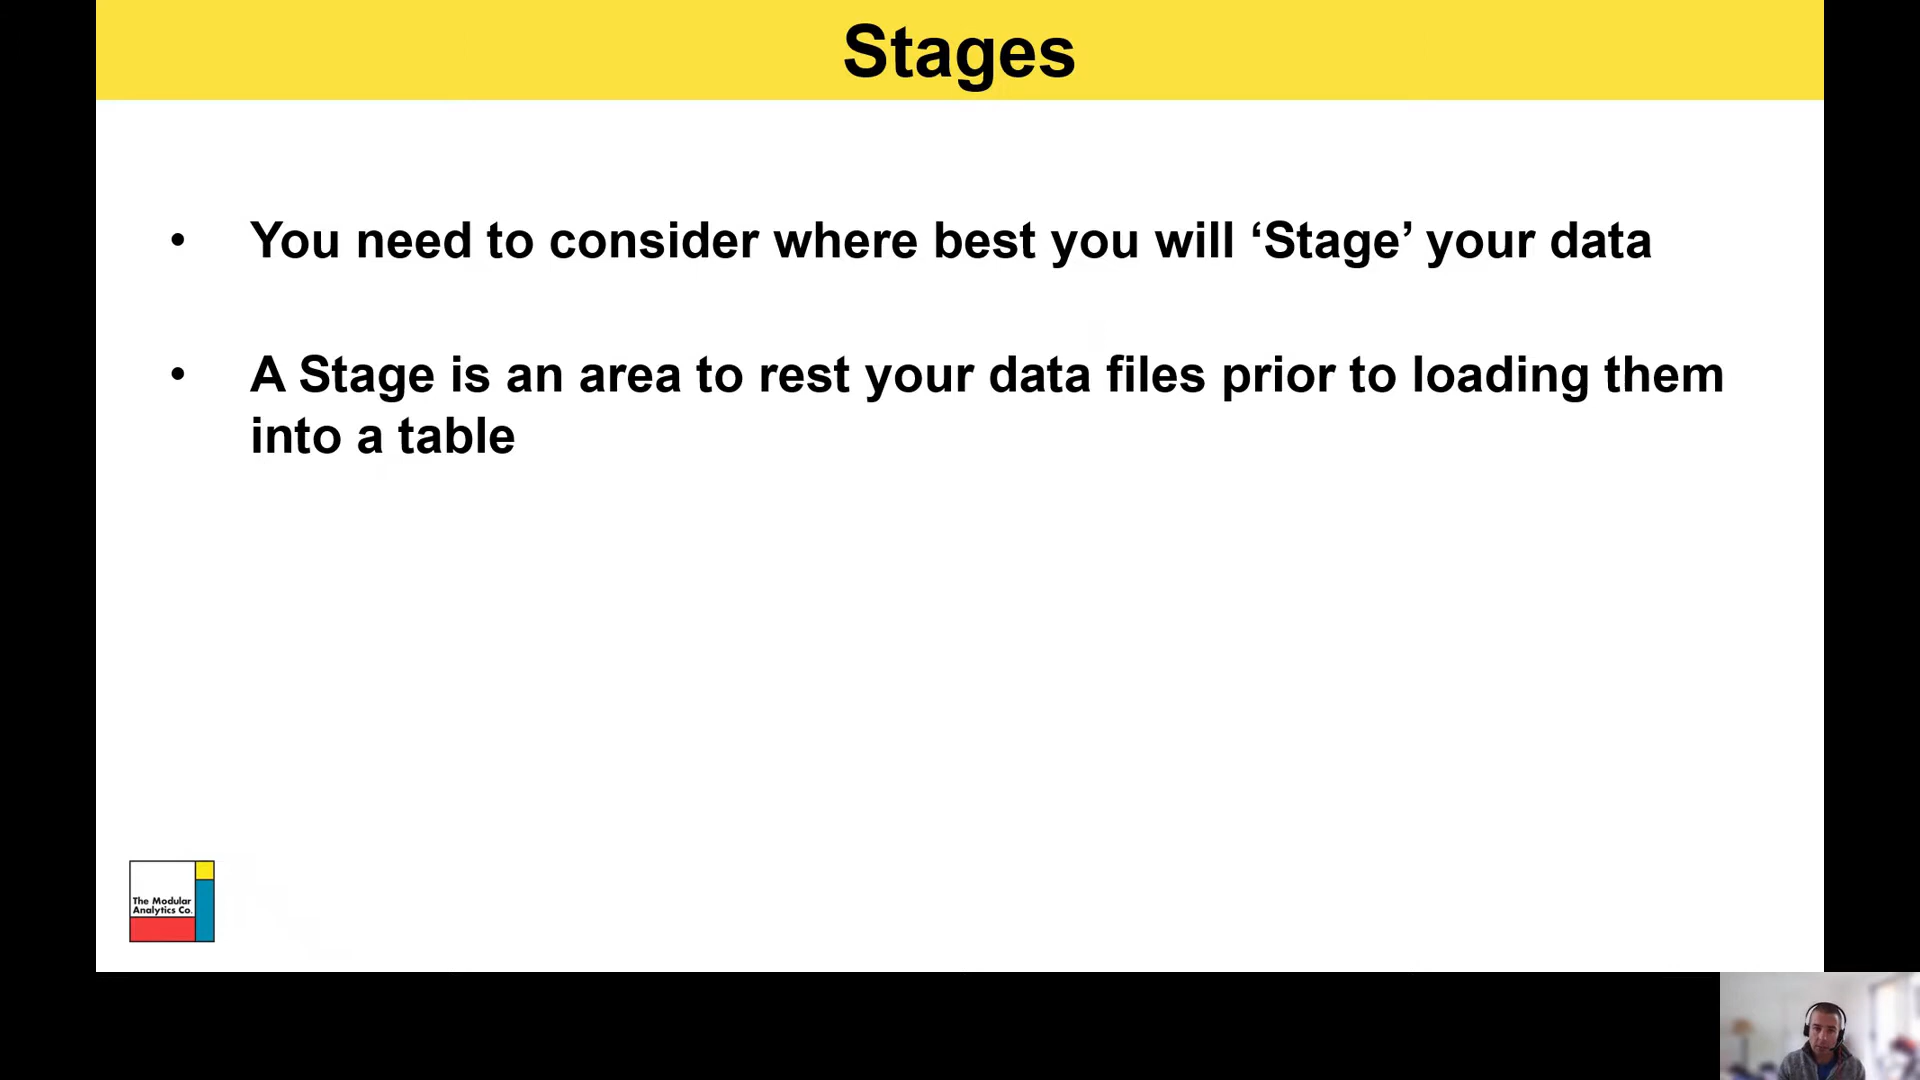 Stages
• You need to consider where best you will ‘Stage’ your data
• A Stage is an area to rest your data files prior to loading them
into a table
The Modular
Analytics Co.